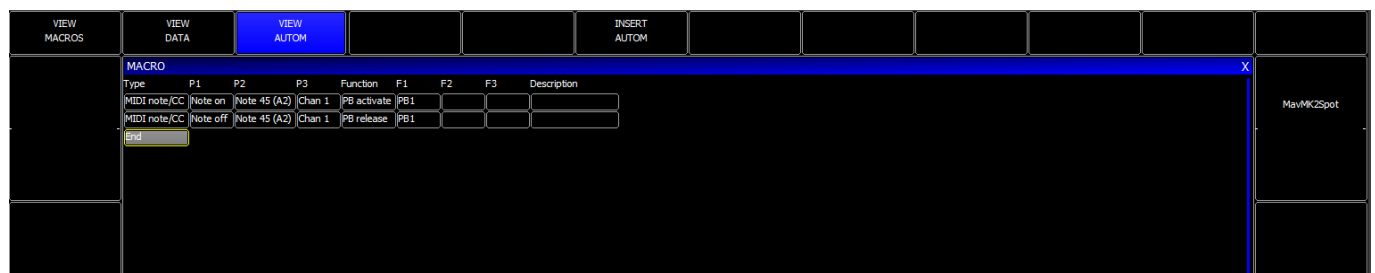 VIEW MACROS
VIEW DATA
VIEW AUTOM
INSERT AUTOM
MACRO X
Type P1 P2 P3 Function F1 F2 F3 Description
MIDI note/CC Note on Note 45 (A2) Chan 1 PB activate PB1
MIDI note/CC Note off Note 45 (A2) Chan 1 PB release PB1
End
MavMK2Spot